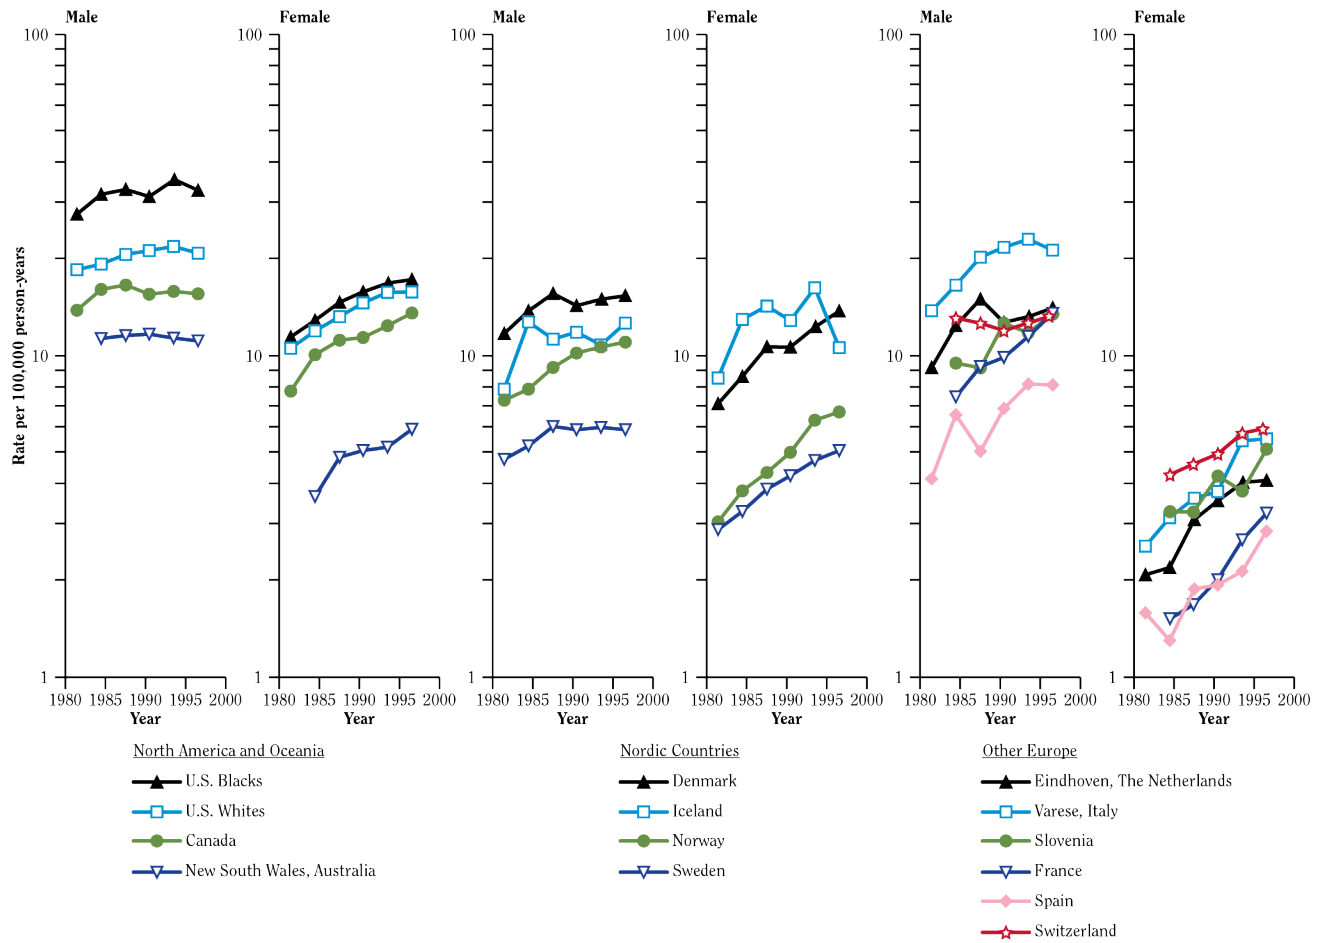 Male Female Male Female Male Female
100 100 100 100 100 100
Rate per 100,000 person-years
10 10 10 10 10 10
1 1 1 1 1 1
1980 1985 1990 1995 2000 1980 1985 1990 1995 2000 1980 1985 1990 1995 2000 1980 1985 1990 1995 2000 1980 1985 1990 1995 2000 1980 1985 1990 1995 2000
Year Year Year Year Year Year
North America and Oceania
U.S. Blacks
U.S. Whites
Canada
New South Wales, Australia
Nordic Countries
Denmark
Iceland
Norway
Sweden
Other Europe
Eindhoven, The Netherlands
Varese, Italy
Slovenia
France
Spain
Switzerland